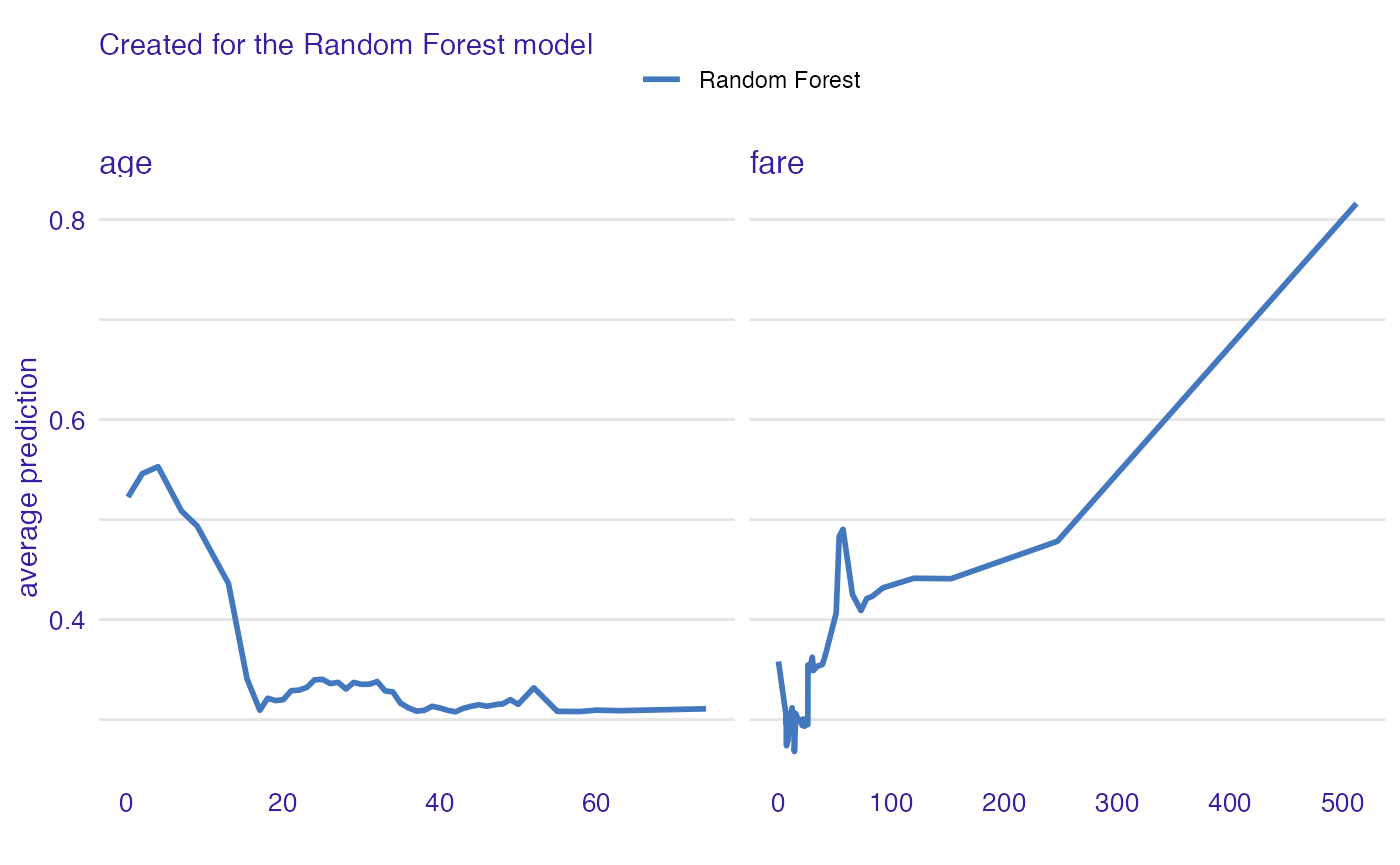 Created for the Random Forest model
Random Forest
age
fare
average prediction
0.8
0.6
0.4
0 20 40 60
0 100 200 300 400 500